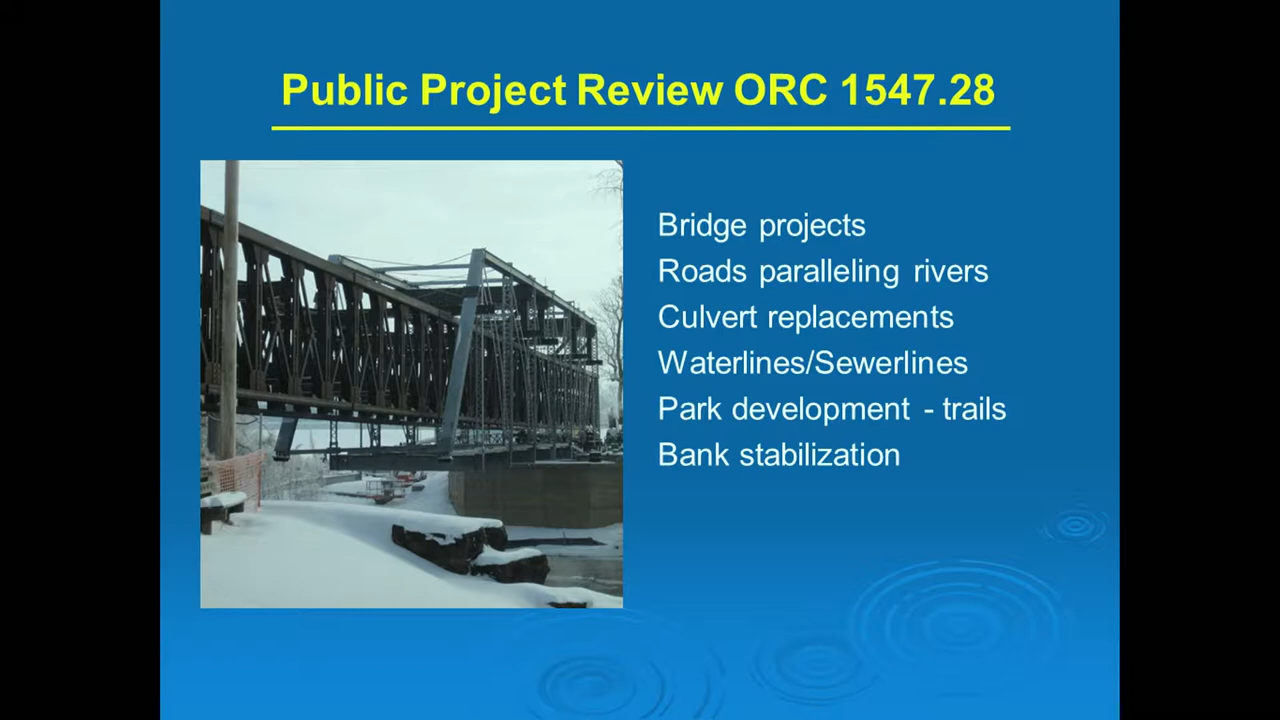 Public Project Review ORC 1547.28
Bridge projects
Roads paralleling rivers
Culvert replacements
Waterlines/Sewerlines
Park development - trails
Bank stabilization